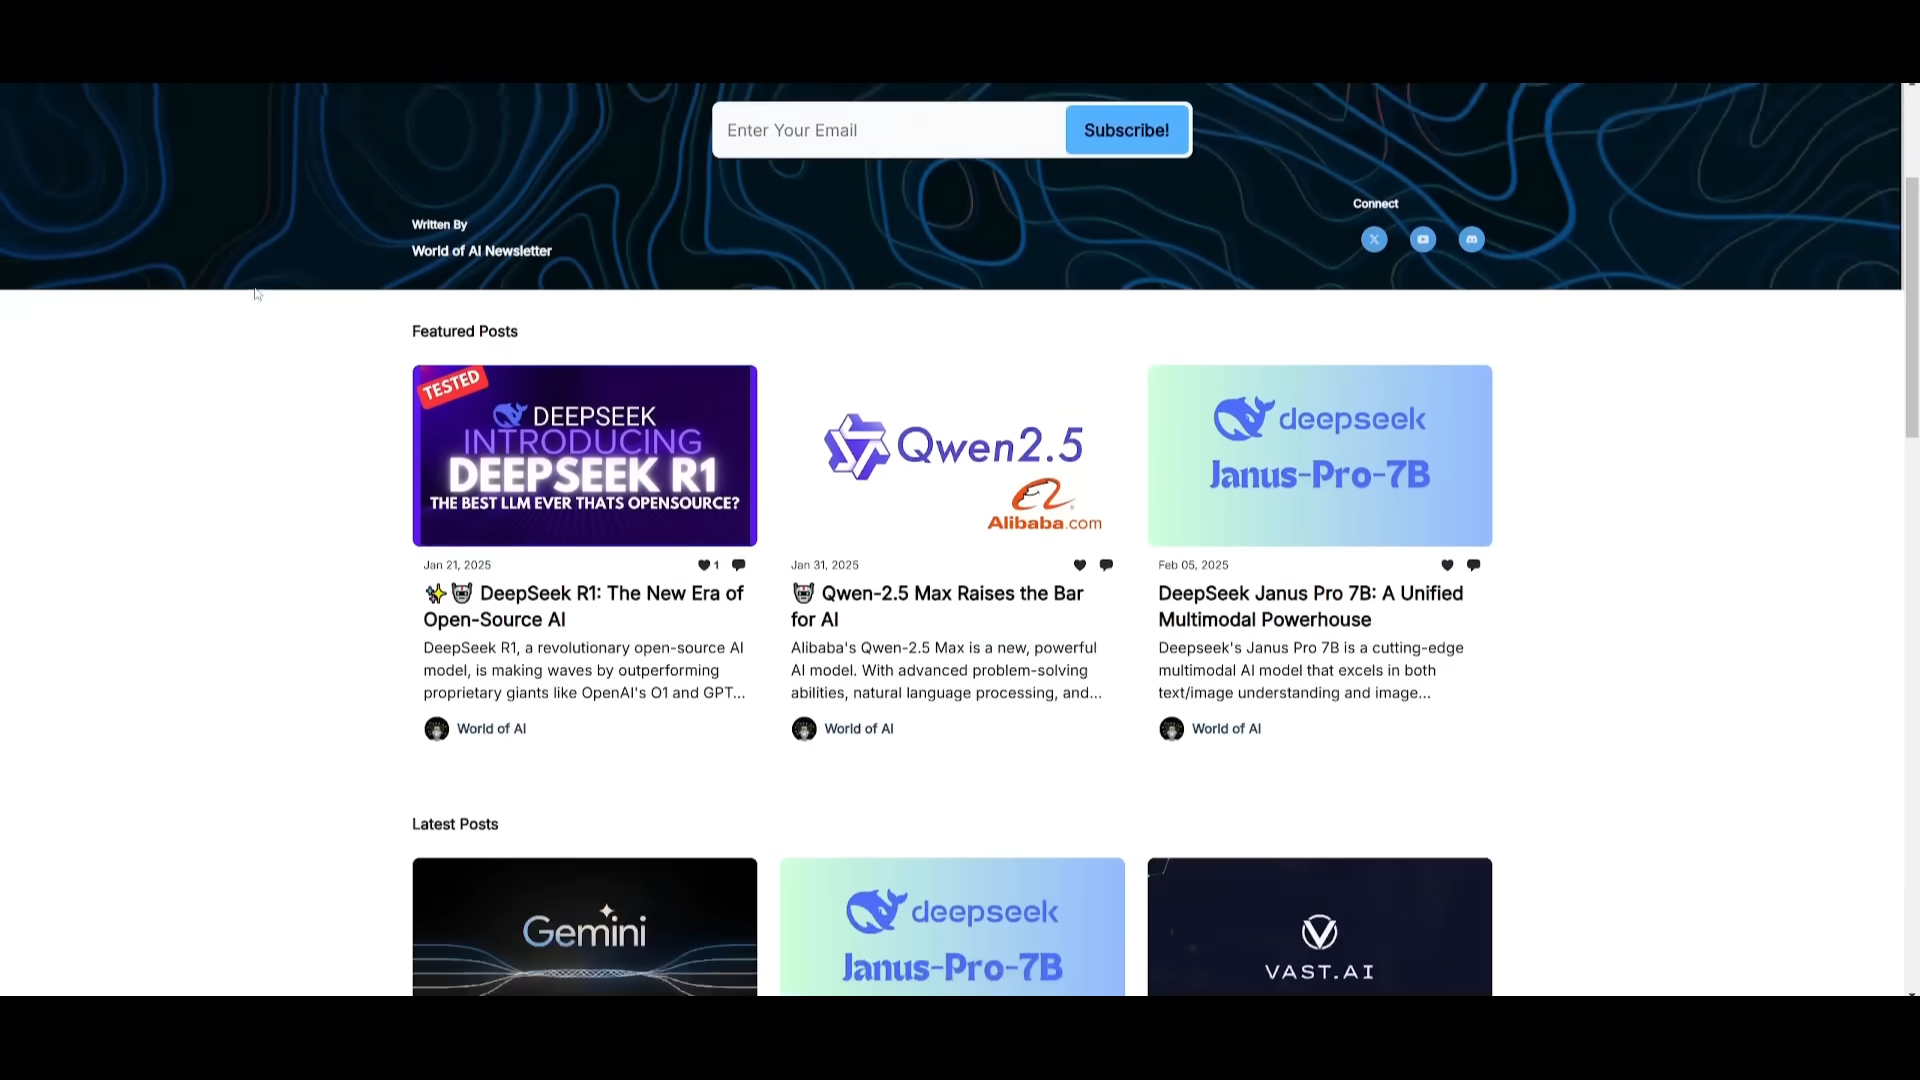 Enter Your Email
Subscribe!
Connect
Written By
World of AI Newsletter
Featured Posts
TESTED
DEEPSEEK
INTRODUCING
DEEPSEEK R1
THE BEST LLM EVER THATS OPENSOURCE?
Qwen2.5
Alibaba.com
deepseek
Janus-Pro-7B
Jan 21, 2025
1
✨🤖 DeepSeek R1: The New Era of
Open-Source AI
DeepSeek R1, a revolutionary open-source AI
model, is making waves by outperforming
proprietary giants like OpenAI's O1 and GPT...
World of AI
Jan 31, 2025
🤖 Qwen-2.5 Max Raises the Bar
for AI
Alibaba's Qwen-2.5 Max is a new, powerful
AI model. With advanced problem-solving
abilities, natural language processing, and...
World of AI
Feb 05, 2025
DeepSeek Janus Pro 7B: A Unified
Multimodal Powerhouse
Deepseek's Janus Pro 7B is a cutting-edge
multimodal AI model that excels in both
text/image understanding and image...
World of AI
Latest Posts
Gemini
deepseek
Janus-Pro-7B
VAST.AI